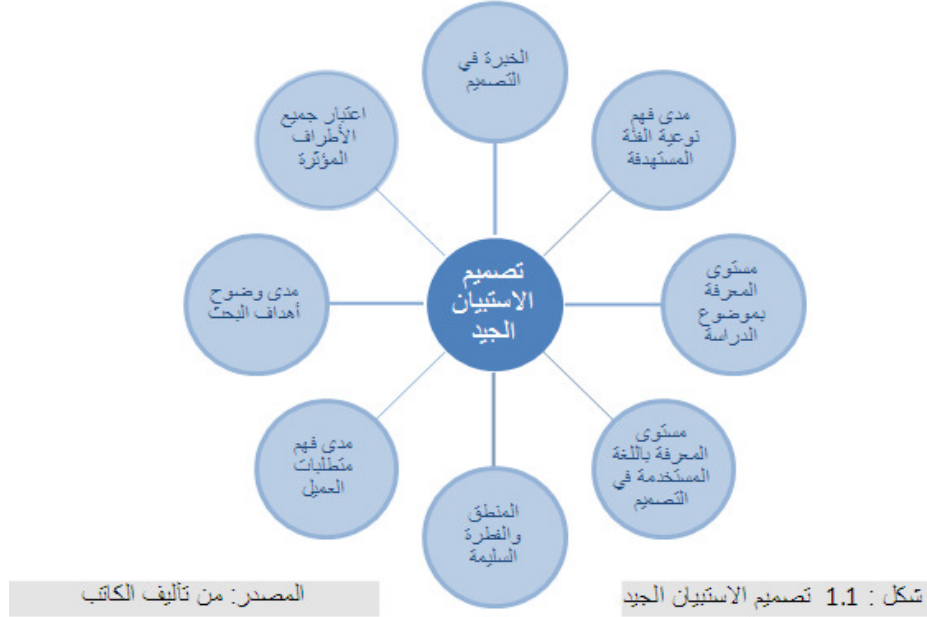 الخبرة في
التصميم
مدى فهم
نوعية الفئة
المستهدفة
مستوى
المعرفة
بموضوع
الدراسة
مستوى
المعرفة باللغة
المستخدمة في
التصميم
المنطق
والفطرة
السليمة
مدى فهم
متطلبات
العميل
مدى وضوح
أهداف البحث
اعتبار جميع
الأطراف
المؤثرة
تصميم
الاستبيان
الجيد
شكل : 1.1 تصميم الاستبيان الجيد
المصدر: من تأليف الكاتب